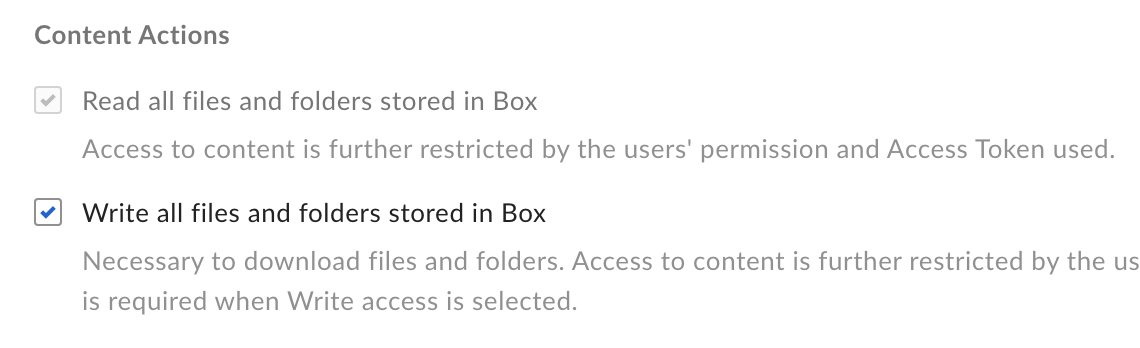 Content Actions
Read all files and folders stored in Box
Access to content is further restricted by the users' permission and Access Token used.
Write all files and folders stored in Box
Necessary to download files and folders. Access to content is further restricted by the us
is required when Write access is selected.